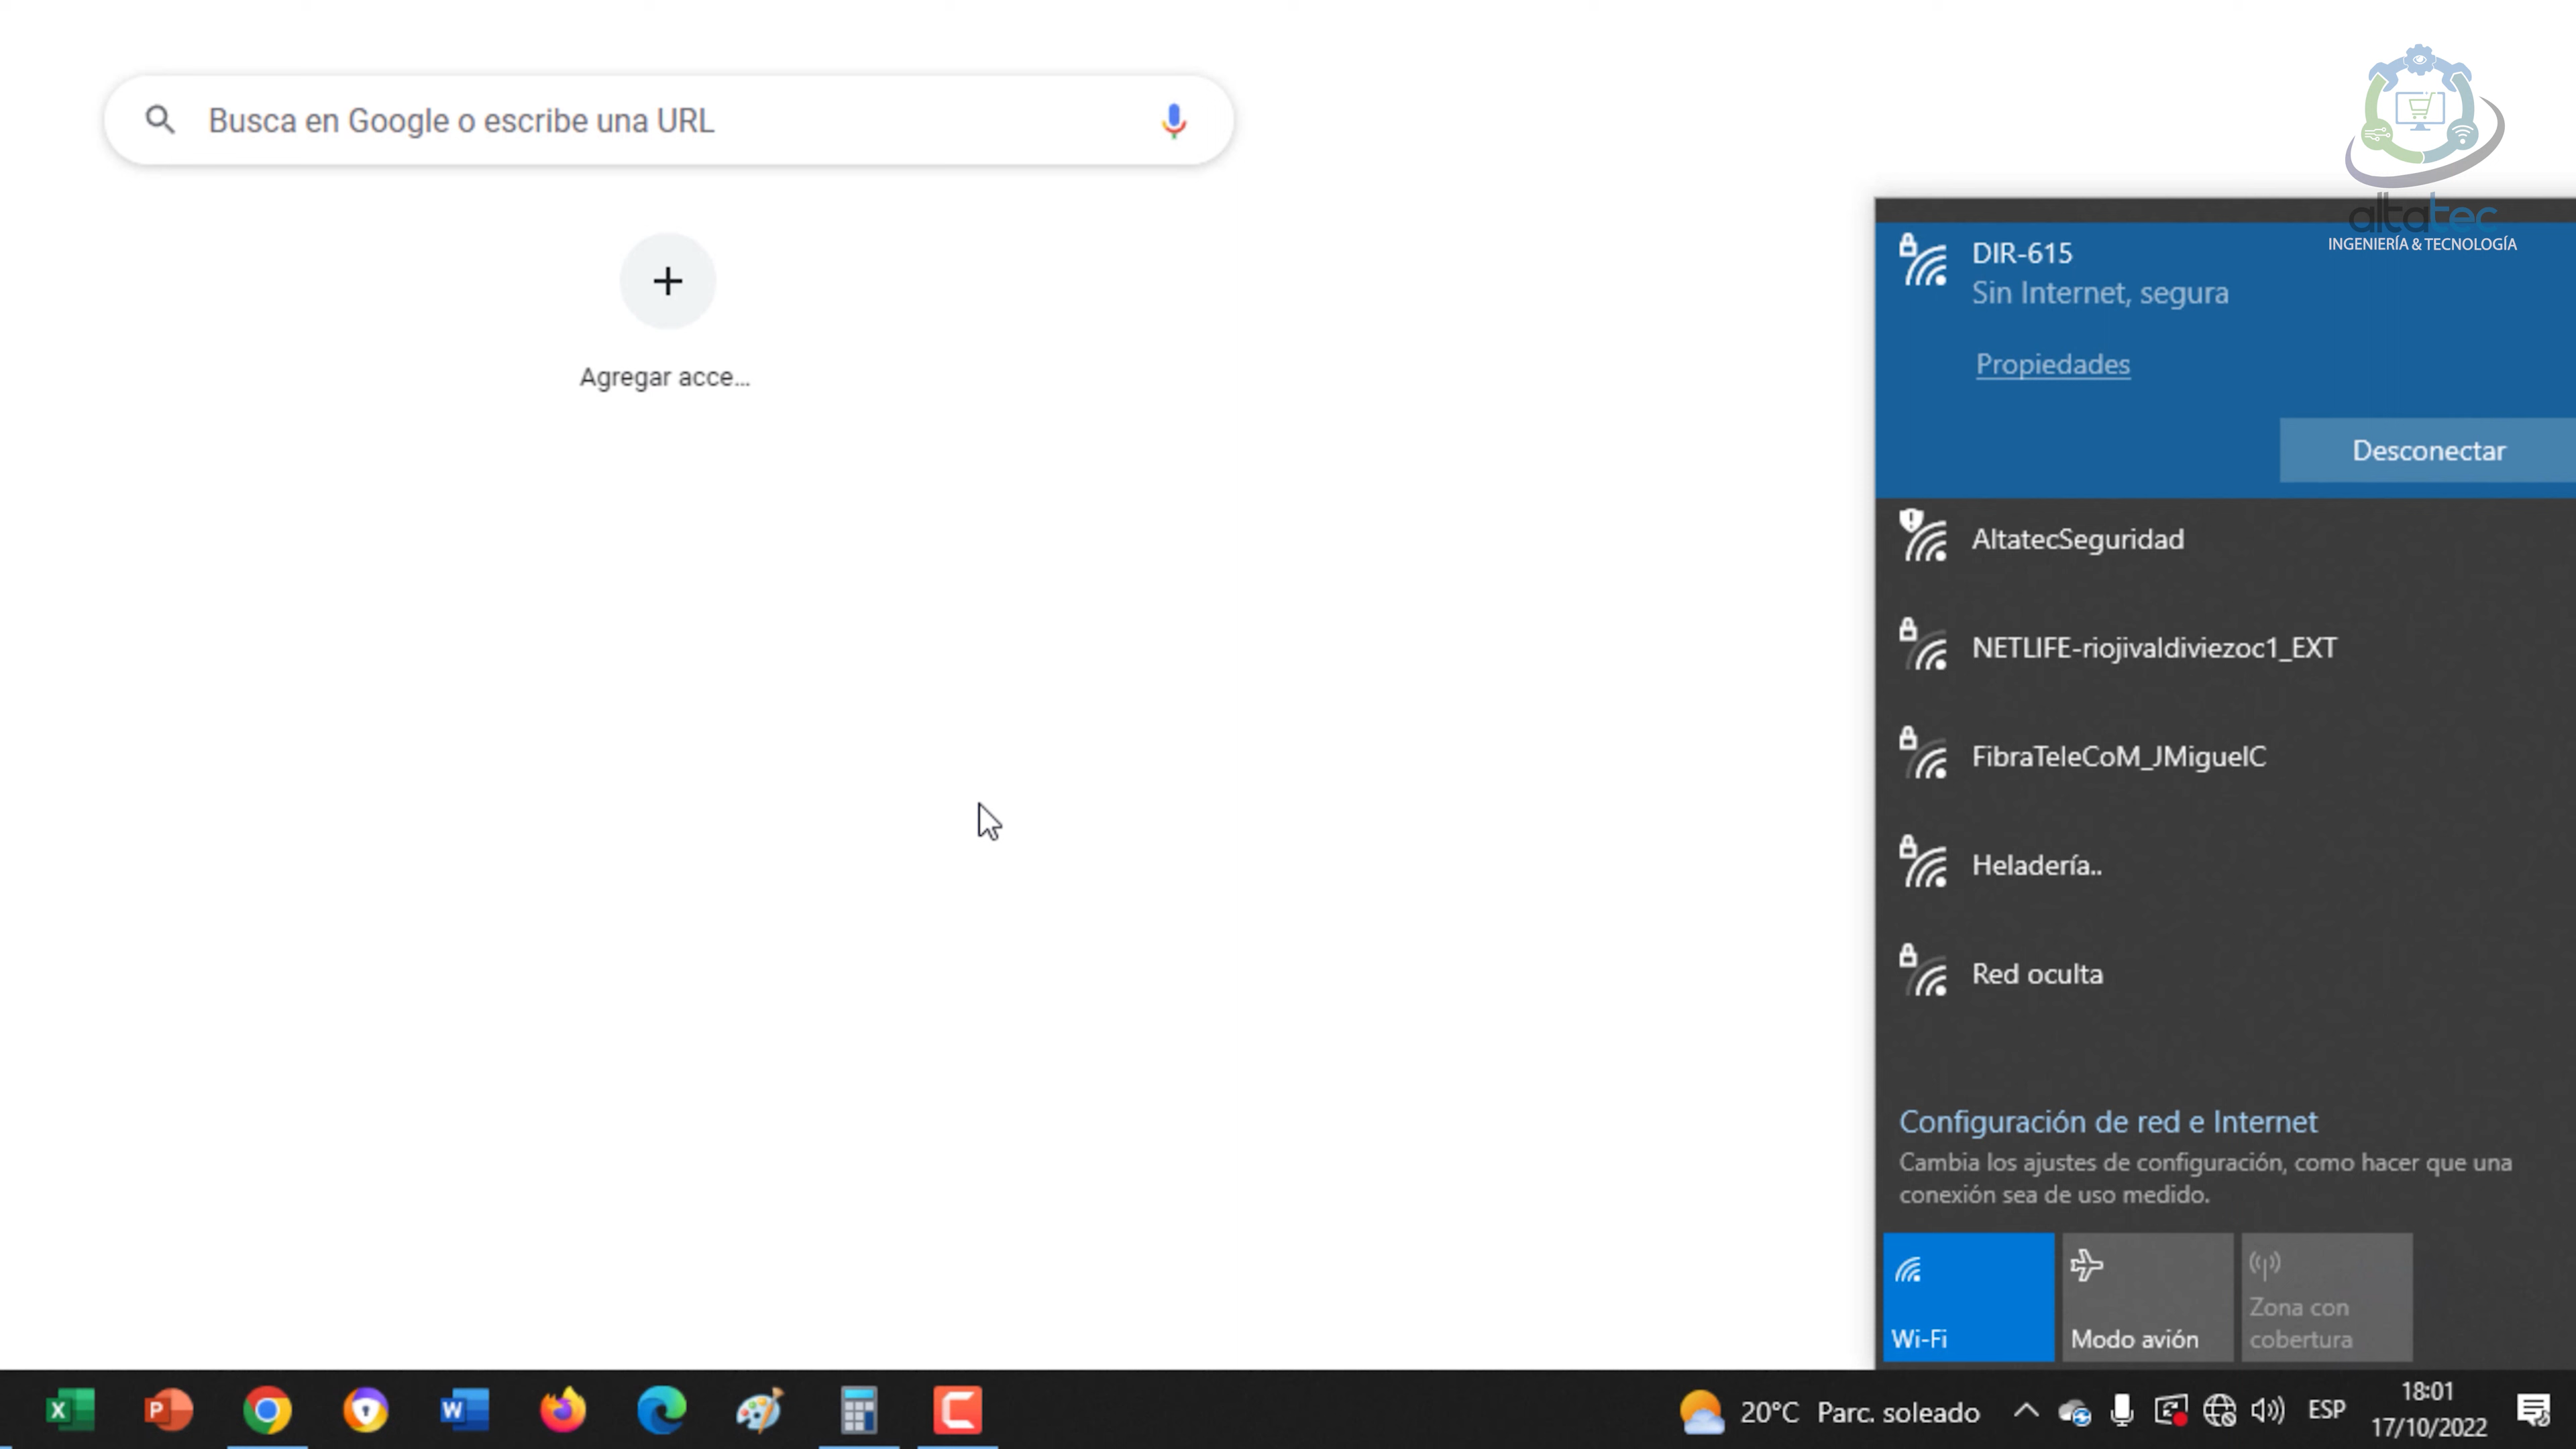 Busca en Google o escribe una URL
Agregar acce...
altatec
INGENIERÍA & TECNOLOGÍA
DIR-615
Sin Internet, segura
Propiedades
Desconectar
AltatecSeguridad
NETLIFE-riojivaldiviezoc1_EXT
FibraTeleCoM_JMiguelC
Heladería..
Red oculta
Configuración de red e Internet
Cambia los ajustes de configuración, como hacer que una
conexión sea de uso medido.
Wi-Fi
Modo avión
Zona con
cobertura
20°C Parc. soleado
ESP
18:01
17/10/2022